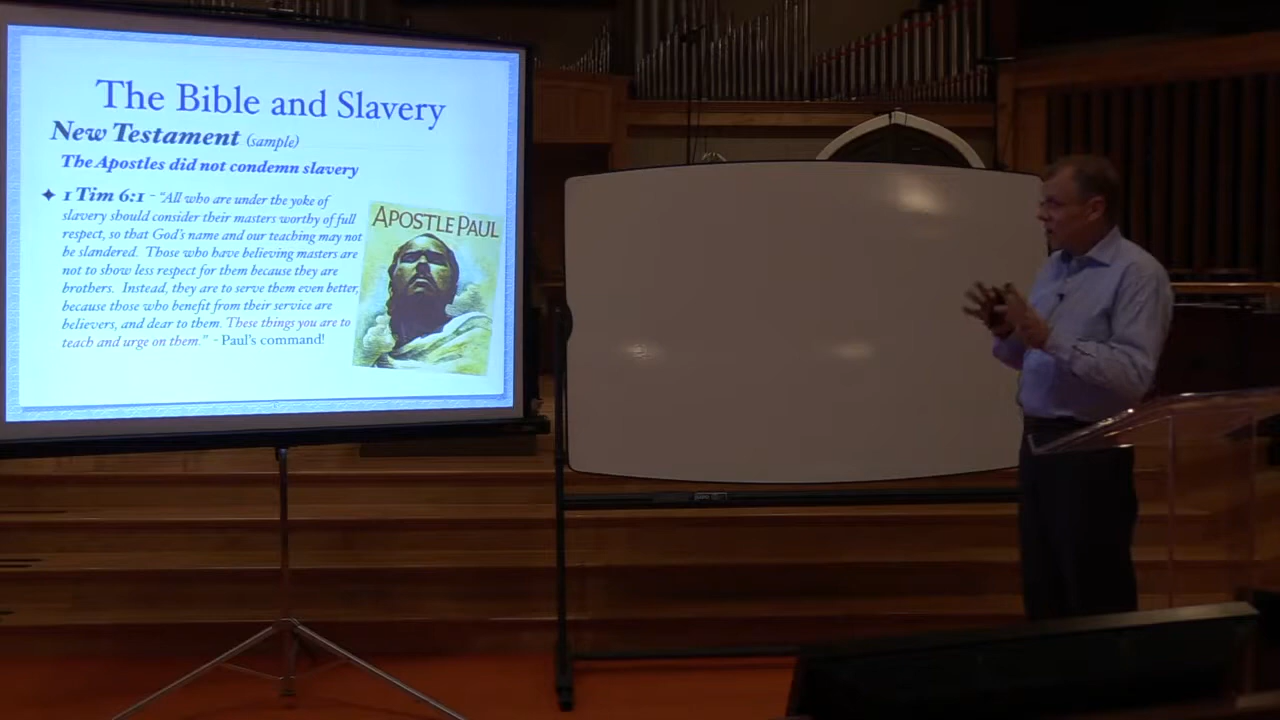 The Bible and Slavery
New Testament (sample)
The Apostles did not condemn slavery
✦ 1 Tim 6:1 - “All who are under the yoke of
slavery should consider their masters worthy of full
respect, so that God's name and our teaching may not
be slandered. Those who have believing masters are
not to show less respect for them because they are
brothers. Instead, they are to serve them even better,
because those who benefit from their service are
believers, and dear to them. These things you are to
teach and urge on them.” - Paul's command!
APOSTLE PAUL